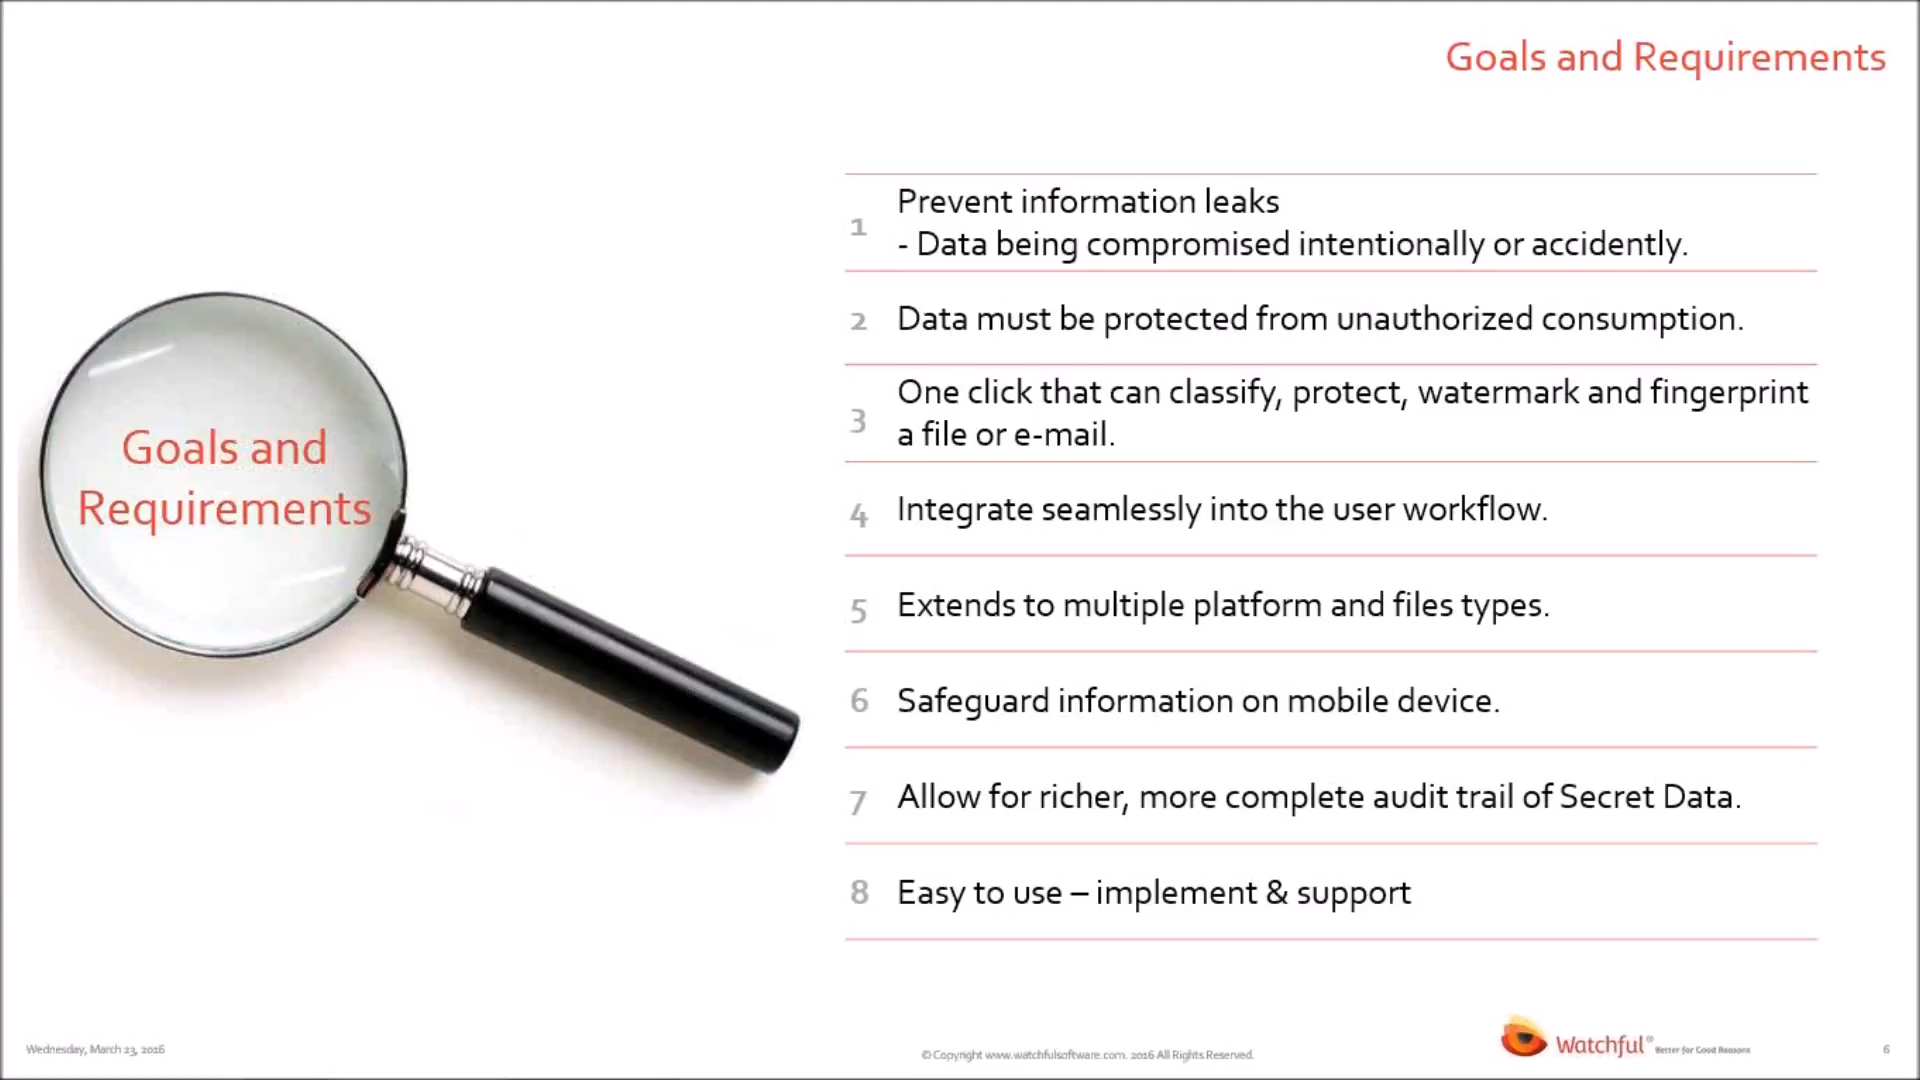 Goals and Requirements
Goals and
Requirements
1
Prevent information leaks
- Data being compromised intentionally or accidently.
2
Data must be protected from unauthorized consumption.
3
One click that can classify, protect, watermark and fingerprint
a file or e-mail.
4
Integrate seamlessly into the user workflow.
5
Extends to multiple platform and files types.
6
Safeguard information on mobile device.
7
Allow for richer, more complete audit trail of Secret Data.
8
Easy to use – implement & support
Wednesday, March 23, 2016
© Copyright www.watchfulsoftware.com. 2016 All Rights Reserved.
Watchful® Better for Good Reasons
6